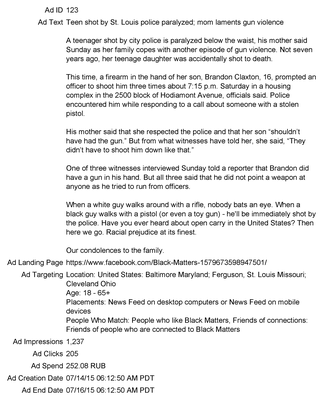 Ad ID 123
Ad Text Teen shot by St. Louis police paralyzed; mom laments gun violence
A teenager shot by city police is paralyzed below the waist, his mother said
Sunday as her family copes with another episode of gun violence. Not seven
years ago, her teenage daughter was accidentally shot to death.
This time, a firearm in the hand of her son, Brandon Claxton, 16, prompted an
officer to shoot him three times about 7:15 p.m. Saturday in a housing
complex in the 2500 block of Hodiamont Avenue, officials said. Police
encountered him while responding to a call about someone with a stolen
pistol.
His mother said that she respected the police and that her son "shouldn't
have had the gun." But from what witnesses have told her, she said, "They
didn't have to shoot him down like that."
One of three witnesses interviewed Sunday told a reporter that Brandon did
have a gun in his hand. But all three said that he did not point a weapon at
anyone as he tried to run from officers.
When a white guy walks around with a rifle, nobody bats an eye. When a
black guy walks with a pistol (or even a toy gun) - he'll be immediately shot by
the police. Have you ever heard about open carry in the United States? Then
here we go. Racial prejudice at its finest.
Our condolences to the family.
Ad Landing Page https://www.facebook.com/Black-Matters-1579673598947501/
Ad Targeting Location: United States: Baltimore Maryland; Ferguson, St. Louis Missouri;
Cleveland Ohio
Age: 18 - 65+
Placements: News Feed on desktop computers or News Feed on mobile
devices
People Who Match: People who like Black Matters, Friends of connections:
Friends of people who are connected to Black Matters
Ad Impressions 1,237
Ad Clicks 205
Ad Spend 252.08 RUB
Ad Creation Date 07/14/15 06:12:50 AM PDT
Ad End Date 07/16/15 06:12:50 AM PDT